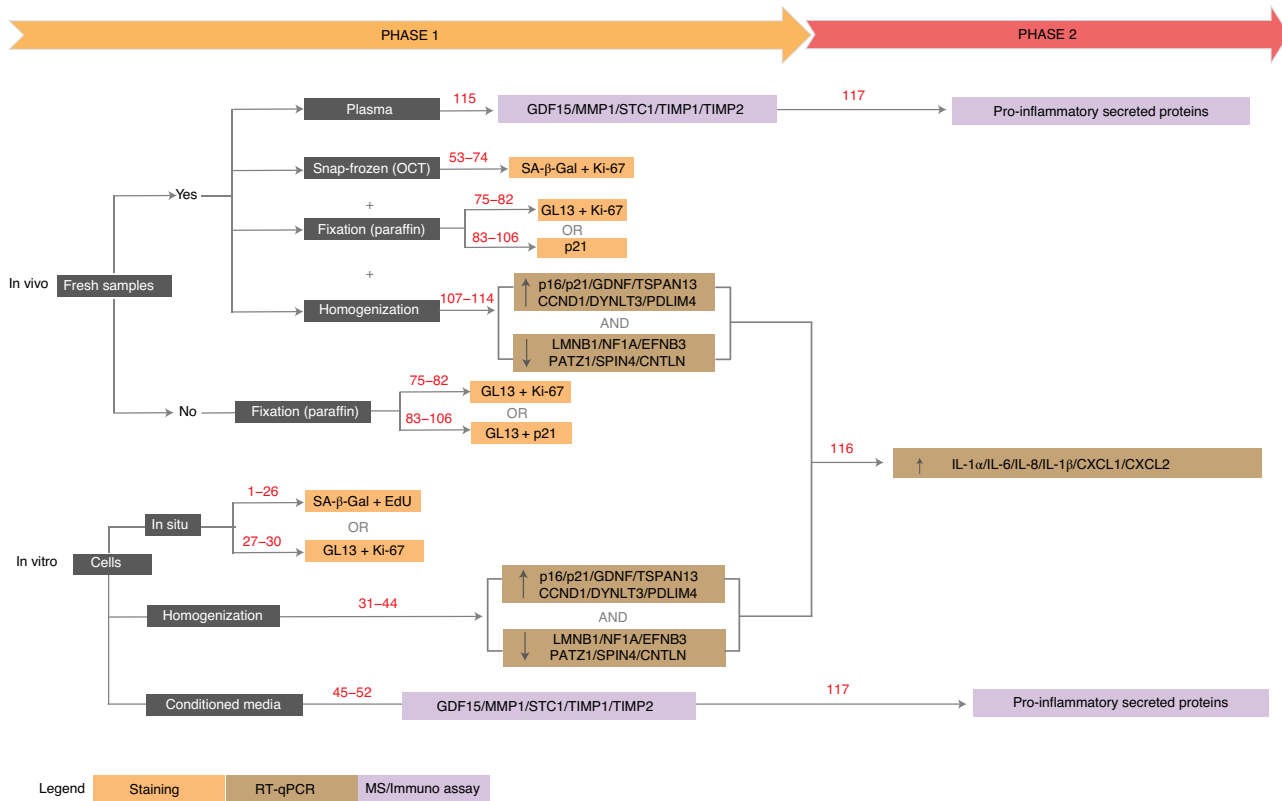 PHASE 1
PHASE 2
Plasma
115
GDF15/MMP1/STC1/TIMP1/TIMP2
117
Pro-inflammatory secreted proteins
Snap-frozen (OCT)
53–74
SA-β-Gal + Ki-67
Yes
+
Fixation (paraffin)
75–82
GL13 + Ki-67
OR
83–106
p21
+
In vivo
Fresh samples
Homogenization
107–114
p16/p21/GDNF/TSPAN13
CCND1/DYNLT3/PDLIM4
AND
LMNB1/NF1A/EFNB3
PATZ1/SPIN4/CNTLN
No
Fixation (paraffin)
75–82
GL13 + Ki-67
OR
83–106
GL13 + p21
116
IL-1α/IL-6/IL-8/IL-1β/CXCL1/CXCL2
In vitro
Cells
In situ
1–26
SA-β-Gal + EdU
OR
27–30
GL13 + Ki-67
Homogenization
31–44
p16/p21/GDNF/TSPAN13
CCND1/DYNLT3/PDLIM4
AND
LMNB1/NF1A/EFNB3
PATZ1/SPIN4/CNTLN
Conditioned media
45–52
GDF15/MMP1/STC1/TIMP1/TIMP2
117
Pro-inflammatory secreted proteins
Legend
Staining
RT-qPCR
MS/Immuno assay